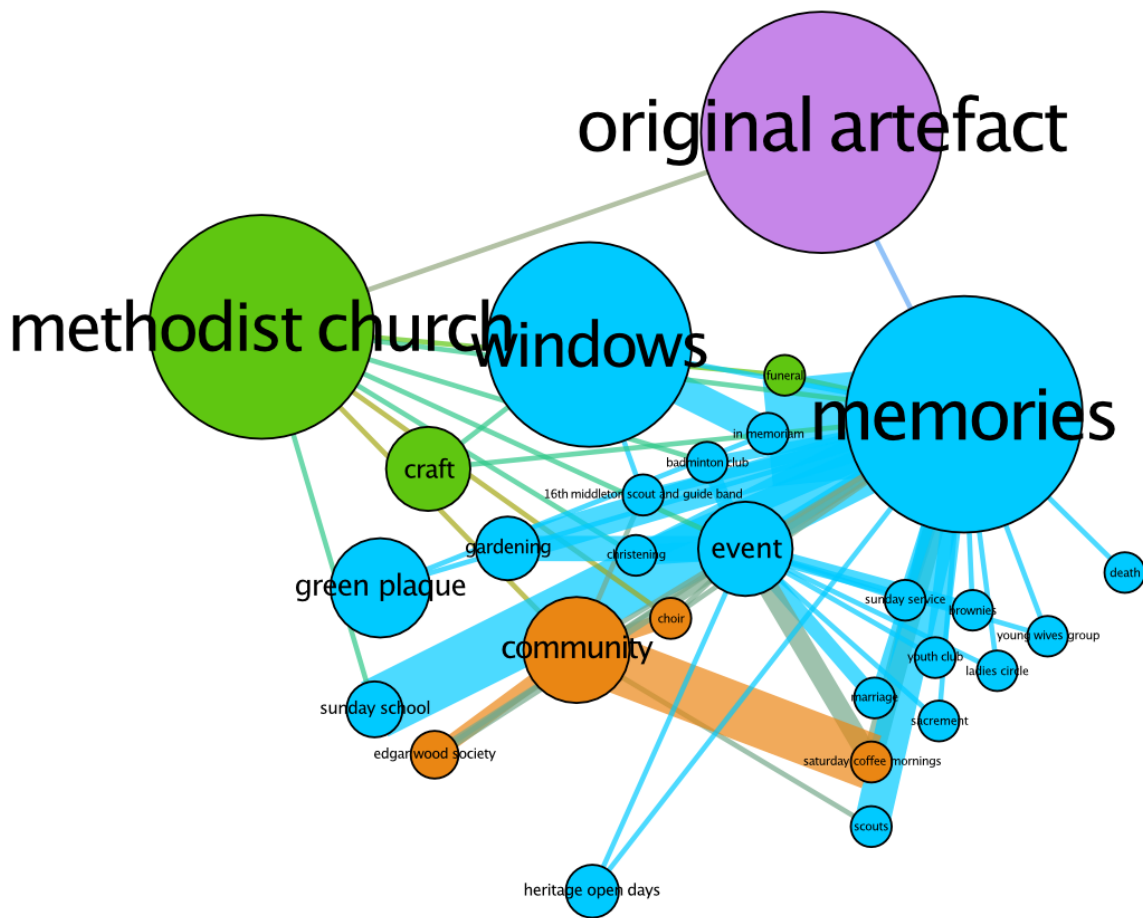 original artefact
methodist church
windows
funeral
memories
in memoriam
badminton club
craft
16th middleton scout and guide band
gardening
christening
event
green plaque
death
sunday service
brownies
choir
young wives group
community
youth club
ladies circle
marriage
sunday school
sacrement
edgar wood society
saturday coffee mornings
scouts
heritage open days